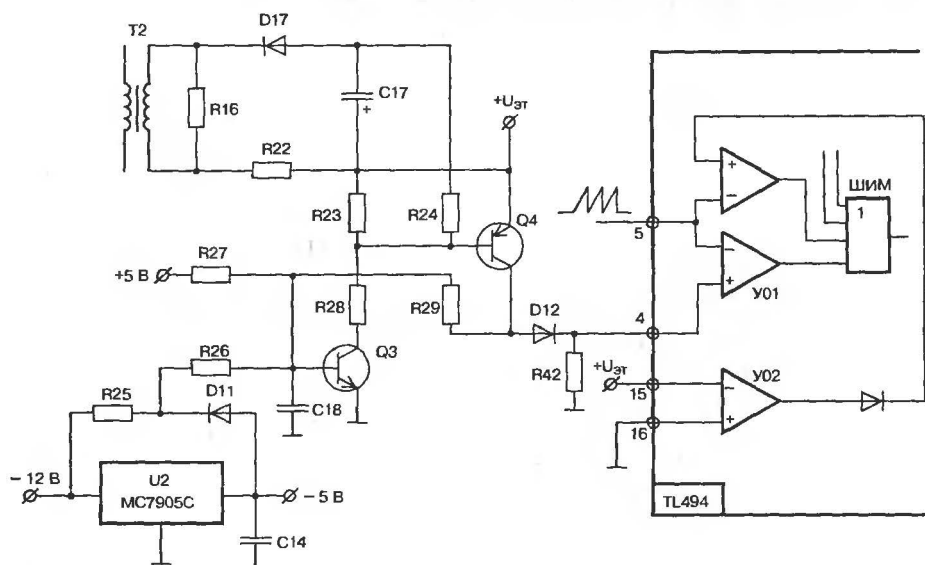 T2
D17
R16
C17
+
R22
+Uэт
R23
R24
Q4
ШИМ
1
5
+
−
−
+
У01
R27
+5 В
R28
R29
D12
4
Q3
R26
R42
+Uэт
15
−
У02
R25
D11
C18
+
16
− 12 В
U2
MC7905C
− 5 В
C14
TL494